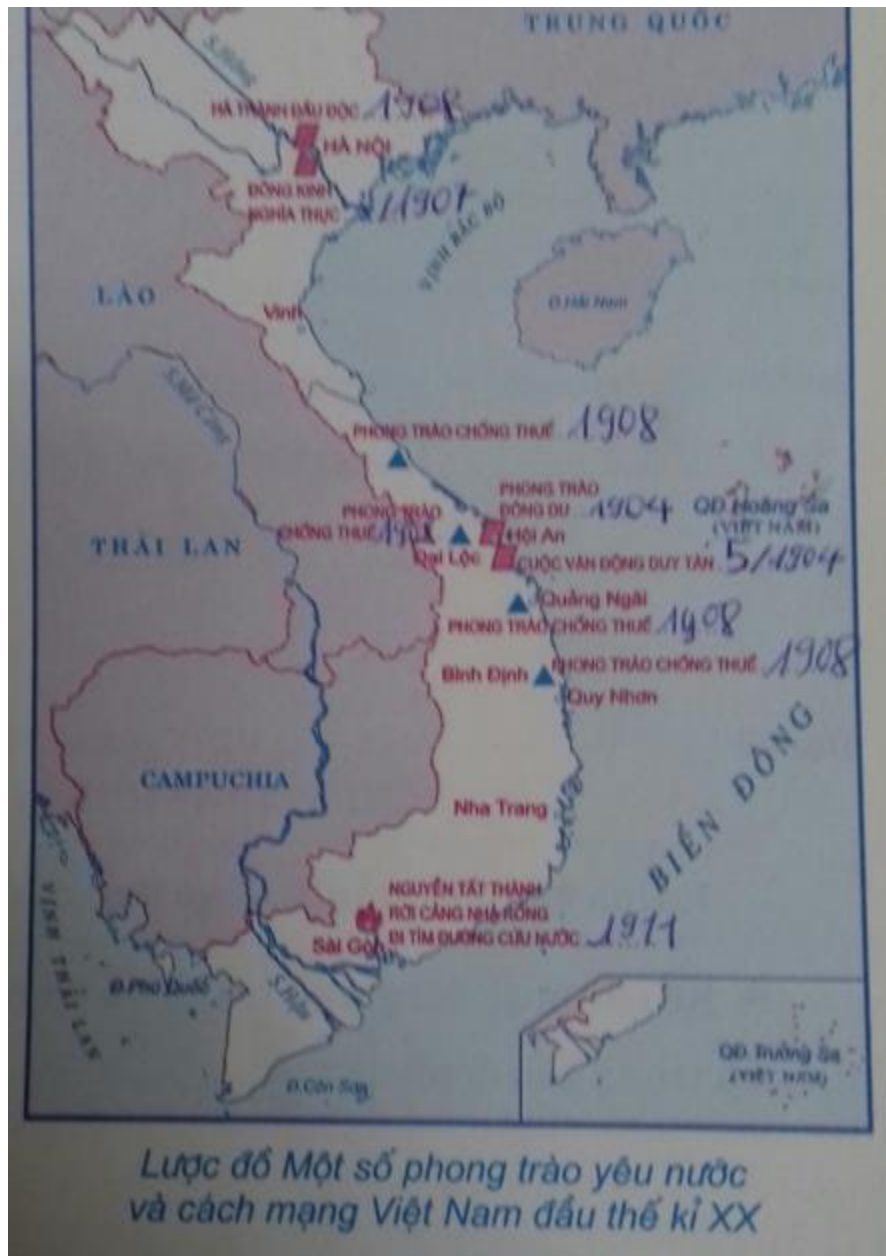 TRUNG QUỐC
S.Hồng
HÀ THÀNH ĐẦU ĐỘC 1908
HÀ NỘI
ĐÔNG KINH
NGHĨA THỤC 1907
VỊNH BẮC BỘ
LÀO
Đ.Hải Nam
Vinh
S.Mê Công
PHONG TRÀO CHỐNG THUẾ 1908
PHONG TRÀO
ĐÔNG DU 1904
QĐ.Hoàng Sa
(VIỆT NAM)
PHONG TRÀO
CHỐNG THUẾ 1908
Hội An
THÁI LAN
Đại Lộc
CUỘC VẬN ĐỘNG DUY TÂN 5/1904
Quảng Ngãi
PHONG TRÀO CHỐNG THUẾ 1908
Bình Định
PHONG TRÀO CHỐNG THUẾ 1908
Quy Nhơn
CAMPUCHIA
Nha Trang
BIỂN ĐÔNG
NGUYỄN TẤT THÀNH
RỜI CẢNG NHÀ RỒNG
ĐI TÌM ĐƯỜNG CỨU NƯỚC 1911
Sài Gòn
VỊNH THÁI LAN
Đ.Phú Quốc
S.Hậu
Đ.Côn Sơn
QĐ.Trường Sa
(VIỆT NAM)
Lược đồ Một số phong trào yêu nước
và cách mạng Việt Nam đầu thế kỉ XX